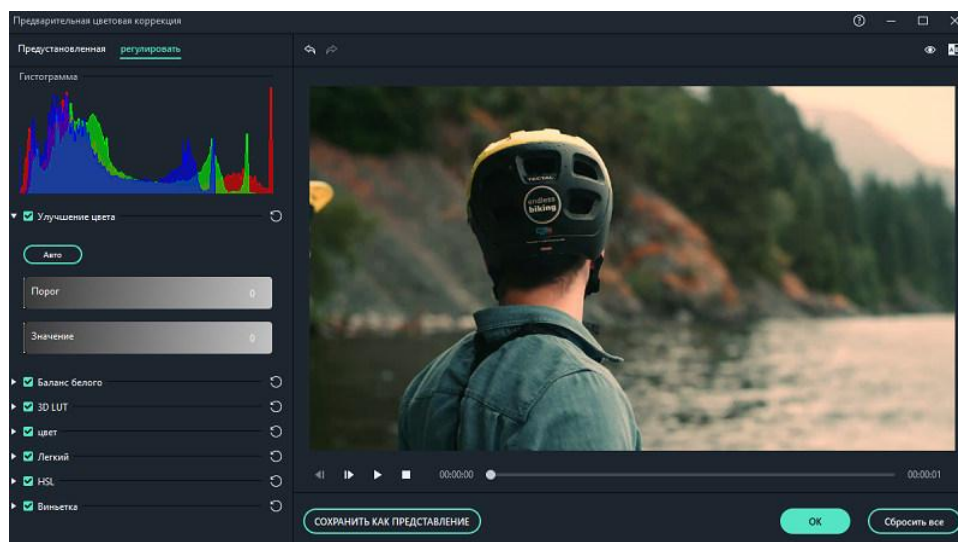 Предварительная цветовая коррекция
Предустановленная регулировать
Гистограмма
Улучшение цвета
Авто
Порог 0
Значение 0
Баланс белого
3D LUT
цвет
Легкий
HSL
Виньетка
TSG
endless
biking
00:00:00 00:00:01
СОХРАНИТЬ КАК ПРЕДСТАВЛЕНИЕ OK Сбросить все